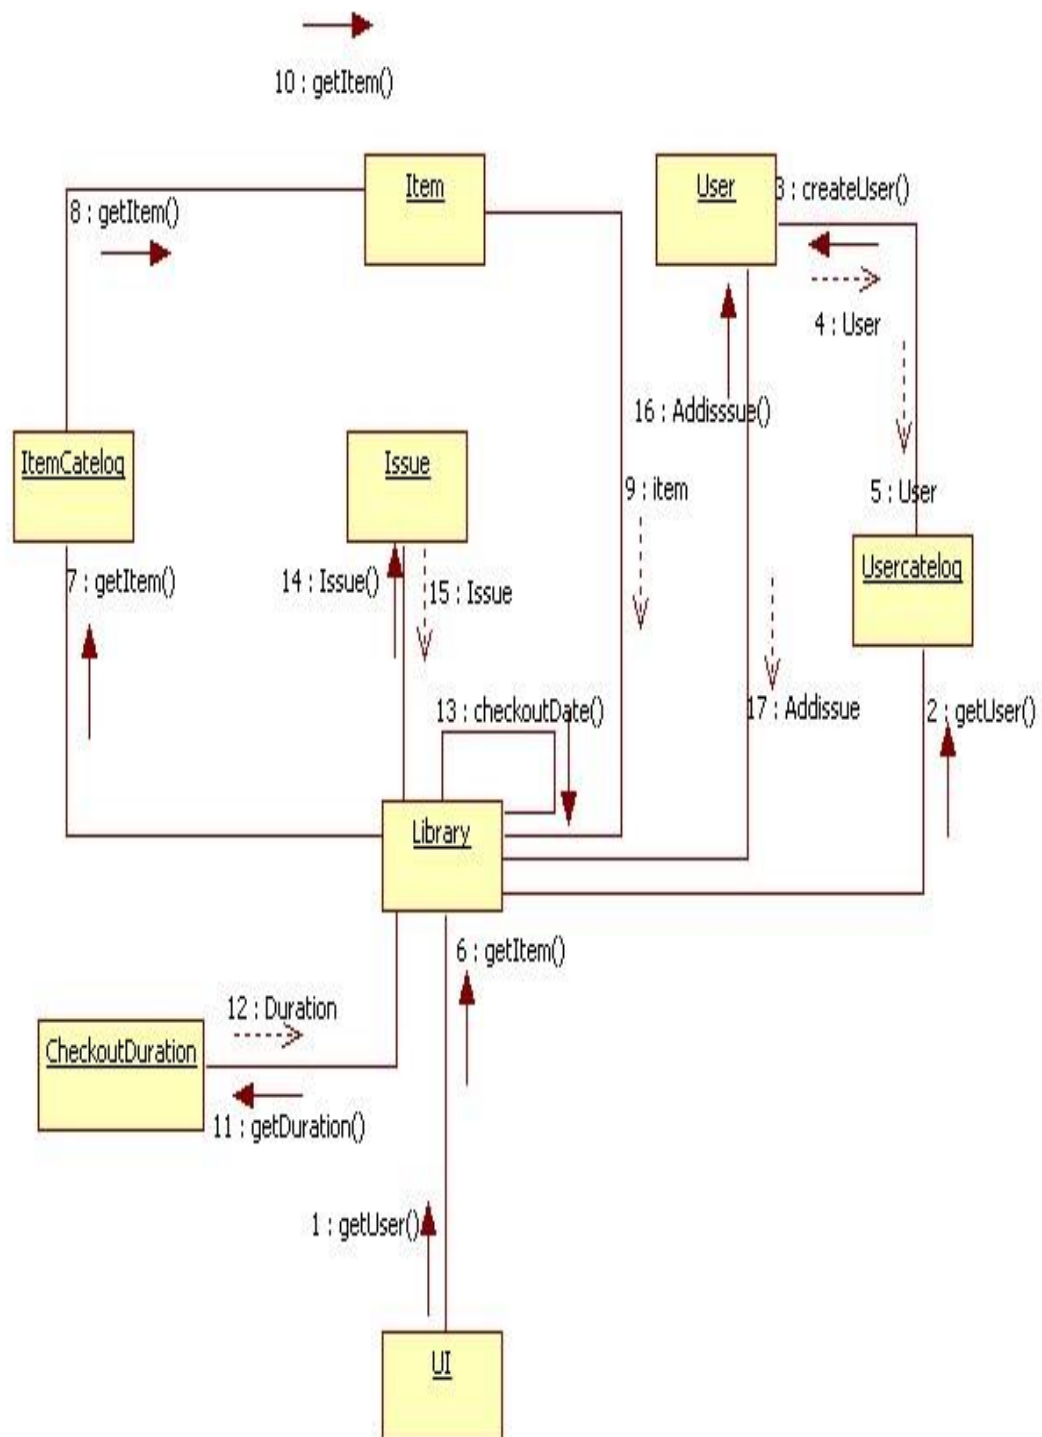 10 : getItem()
Item
User
3 : createUser()
8 : getItem()
4 : User
16 : Addisssue()
ItemCatelog
Issue
9 : item
5 : User
Usercatelog
7 : getItem()
14 : Issue()
15 : Issue
13 : checkoutDate()
17 : Addissue
2 : getUser()
Library
6 : getItem()
12 : Duration
CheckoutDuration
11 : getDuration()
1 : getUser()
UI